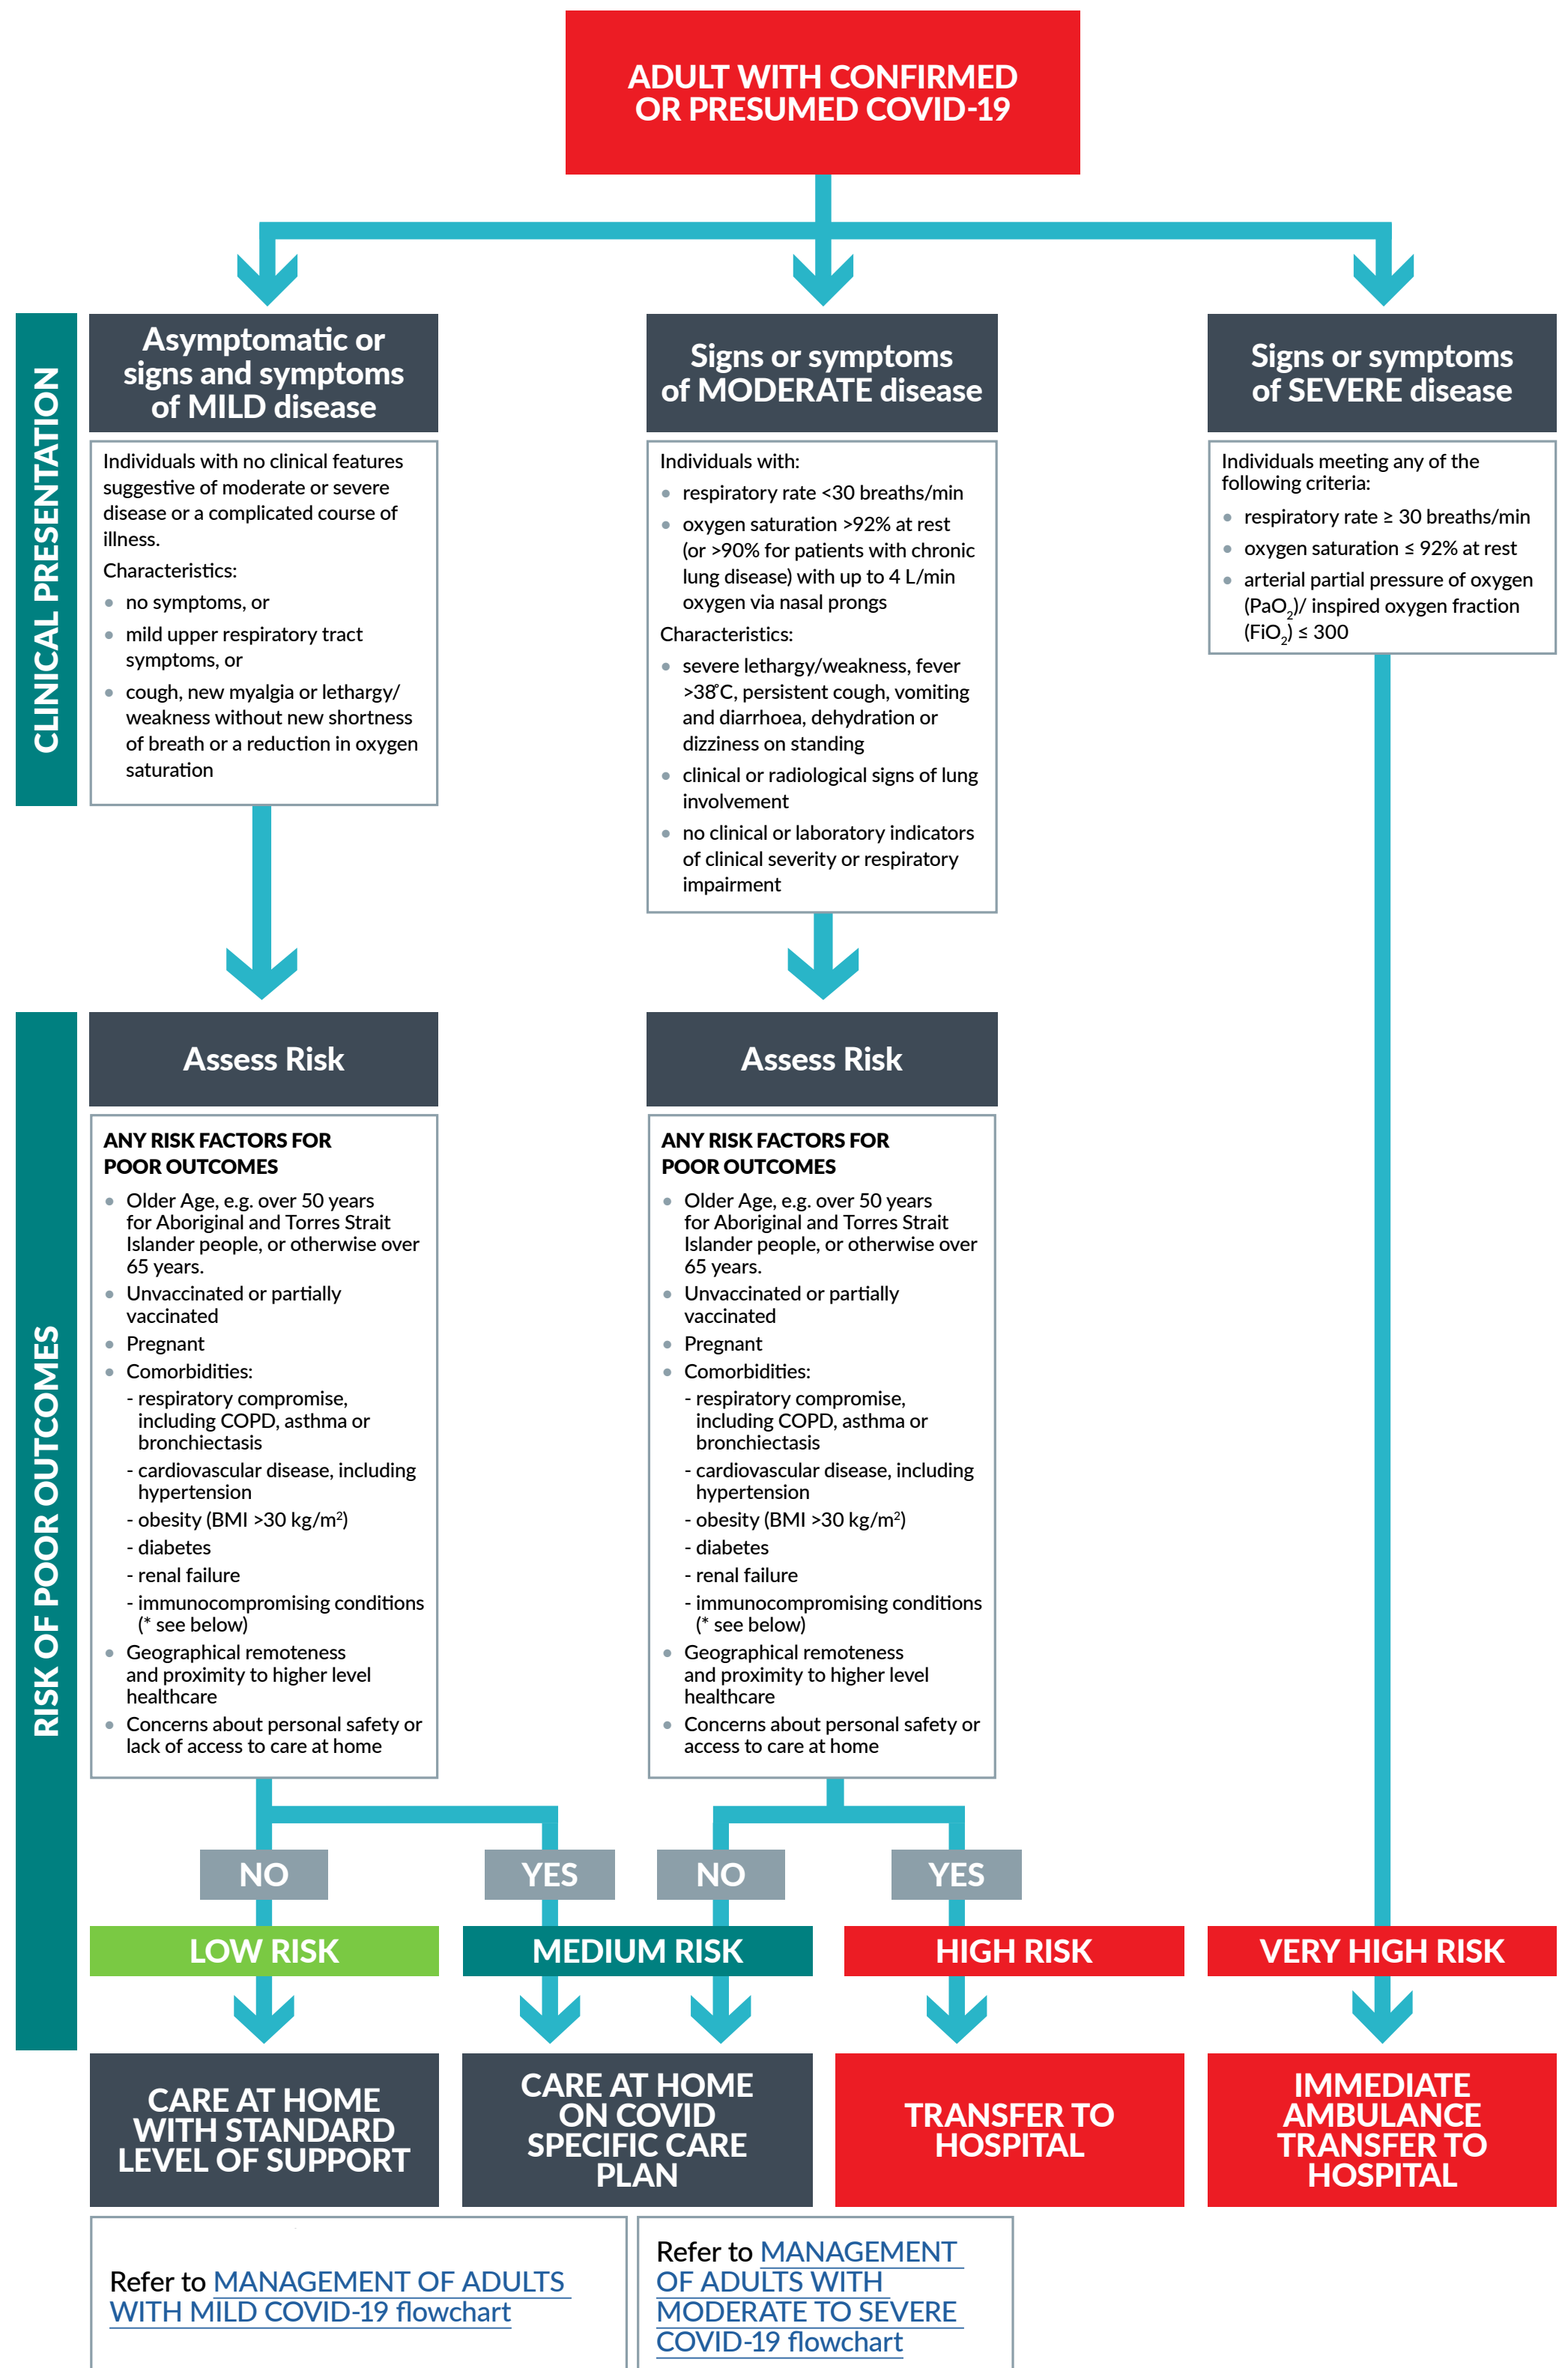 ADULT WITH CONFIRMED
OR PRESUMED COVID-19
CLINICAL PRESENTATION
Asymptomatic or
signs and symptoms
of MILD disease
Individuals with no clinical features
suggestive of moderate or severe
disease or a complicated course of
illness.
Characteristics:
• no symptoms, or
• mild upper respiratory tract
symptoms, or
• cough, new myalgia or lethargy/
weakness without new shortness
of breath or a reduction in oxygen
saturation
Signs or symptoms
of MODERATE disease
Individuals with:
• respiratory rate <30 breaths/min
• oxygen saturation >92% at rest
(or >90% for patients with chronic
lung disease) with up to 4 L/min
oxygen via nasal prongs
Characteristics:
• severe lethargy/weakness, fever
>38˚C, persistent cough, vomiting
and diarrhoea, dehydration or
dizziness on standing
• clinical or radiological signs of lung
involvement
• no clinical or laboratory indicators
of clinical severity or respiratory
impairment
Signs or symptoms
of SEVERE disease
Individuals meeting any of the
following criteria:
• respiratory rate ≥ 30 breaths/min
• oxygen saturation ≤ 92% at rest
• arterial partial pressure of oxygen
(PaO₂)/ inspired oxygen fraction
(FiO₂) ≤ 300
RISK OF POOR OUTCOMES
Assess Risk
ANY RISK FACTORS FOR
POOR OUTCOMES
• Older Age, e.g. over 50 years
for Aboriginal and Torres Strait
Islander people, or otherwise over
65 years.
• Unvaccinated or partially
vaccinated
• Pregnant
• Comorbidities:
- respiratory compromise,
including COPD, asthma or
bronchiectasis
- cardiovascular disease, including
hypertension
- obesity (BMI >30 kg/m²)
- diabetes
- renal failure
- immunocompromising conditions
(* see below)
• Geographical remoteness
and proximity to higher level
healthcare
• Concerns about personal safety or
lack of access to care at home
Assess Risk
ANY RISK FACTORS FOR
POOR OUTCOMES
• Older Age, e.g. over 50 years
for Aboriginal and Torres Strait
Islander people, or otherwise over
65 years.
• Unvaccinated or partially
vaccinated
• Pregnant
• Comorbidities:
- respiratory compromise,
including COPD, asthma or
bronchiectasis
- cardiovascular disease, including
hypertension
- obesity (BMI >30 kg/m²)
- diabetes
- renal failure
- immunocompromising conditions
(* see below)
• Geographical remoteness
and proximity to higher level
healthcare
• Concerns about personal safety or
access to care at home
NO
YES
NO
YES
LOW RISK
MEDIUM RISK
HIGH RISK
VERY HIGH RISK
CARE AT HOME
WITH STANDARD
LEVEL OF SUPPORT
CARE AT HOME
ON COVID
SPECIFIC CARE
PLAN
TRANSFER TO
HOSPITAL
IMMEDIATE
AMBULANCE
TRANSFER TO
HOSPITAL
Refer to MANAGEMENT OF ADULTS
WITH MILD COVID-19 flowchart
Refer to MANAGEMENT
OF ADULTS WITH
MODERATE TO SEVERE
COVID-19 flowchart